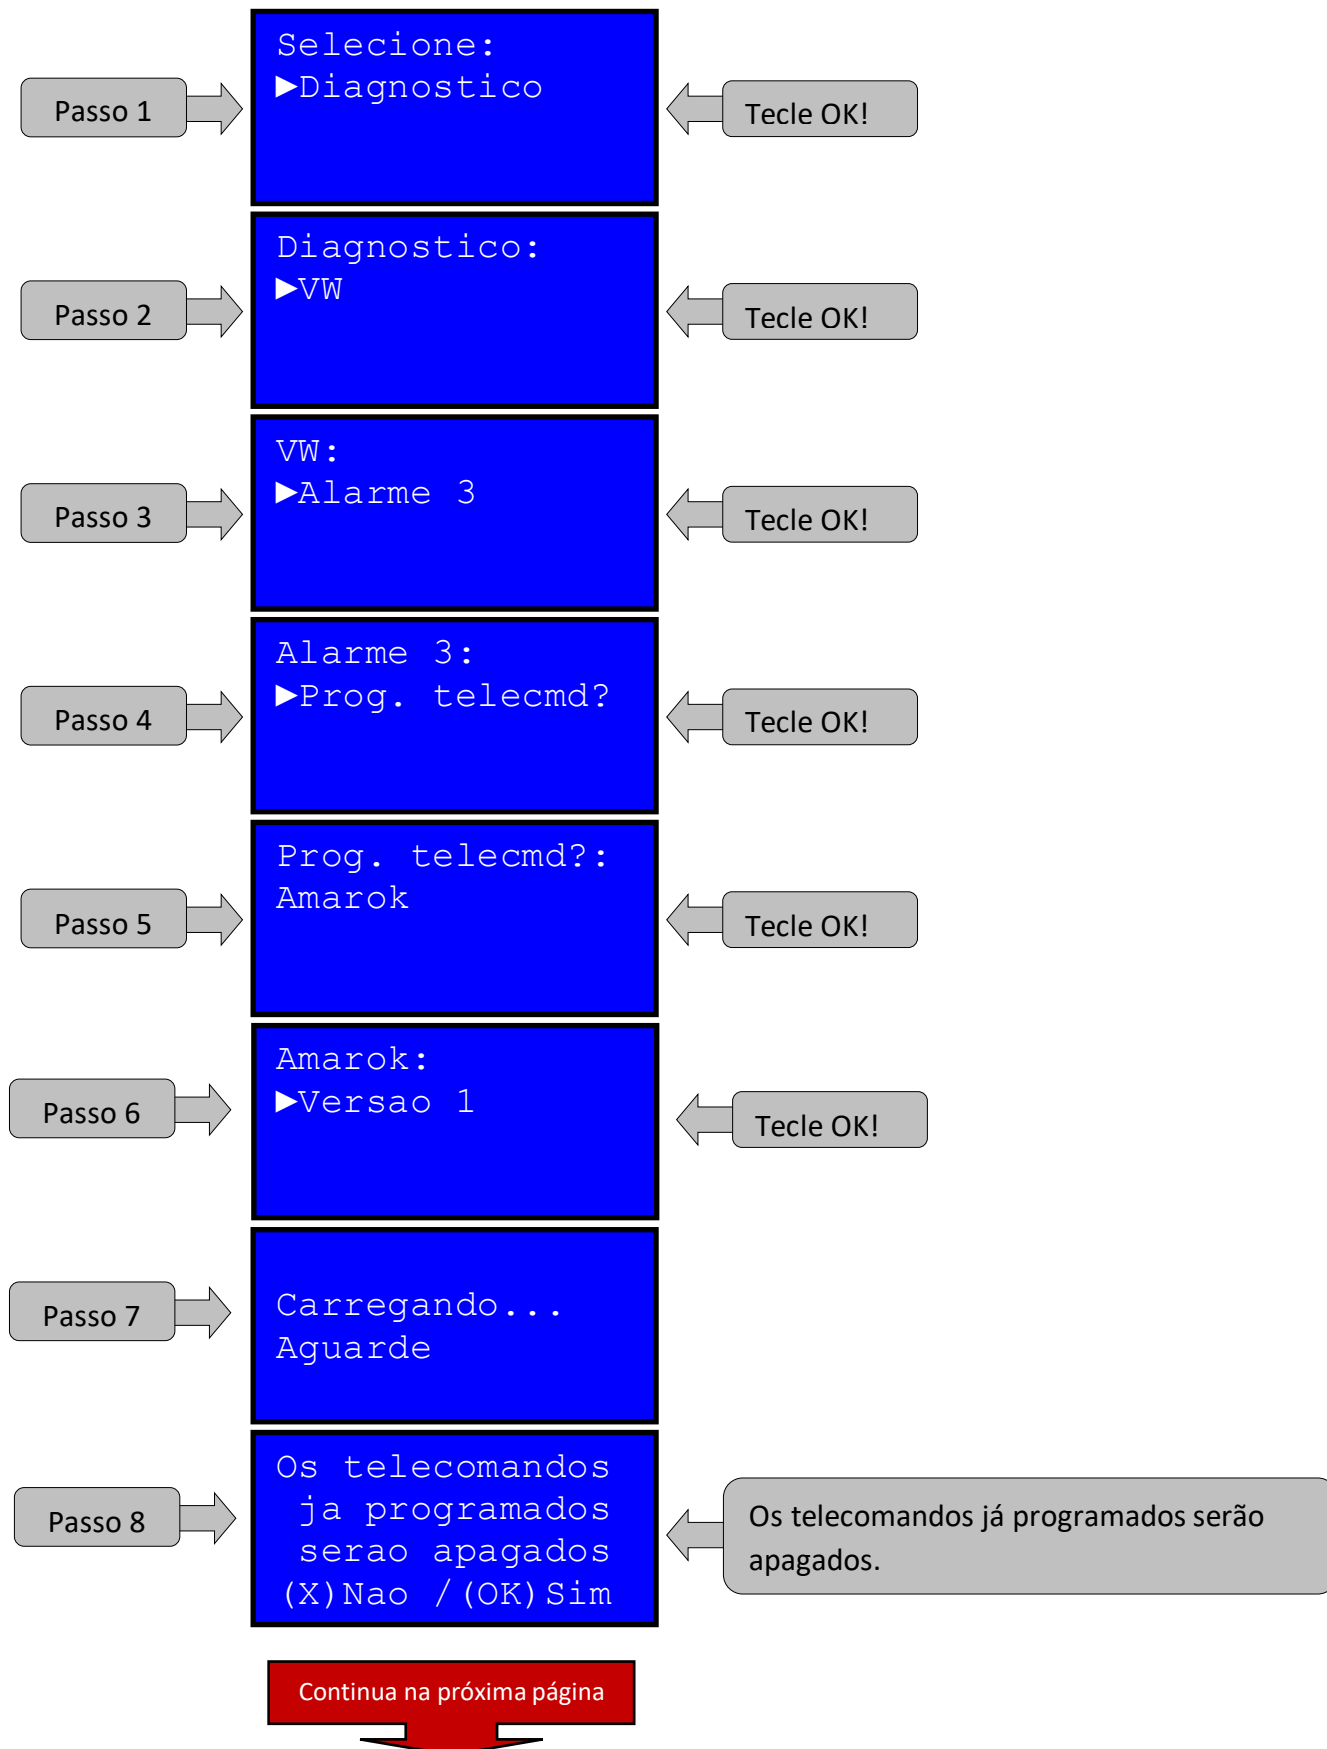 Selecione:
►Diagnostico
Passo 1
Tecle OK!
Diagnostico:
►VW
Passo 2
Tecle OK!
VW:
►Alarme 3
Passo 3
Tecle OK!
Alarme 3:
►Prog. telecmd?
Passo 4
Tecle OK!
Prog. telecmd?:
Amarok
Passo 5
Tecle OK!
Amarok:
►Versao 1
Passo 6
Tecle OK!
Passo 7
Carregando...
Aguarde
Passo 8
Os telecomandos
ja programados
serao apagados
(X)Nao /(OK)Sim
Os telecomandos já programados serão
apagados.
Continua na próxima página